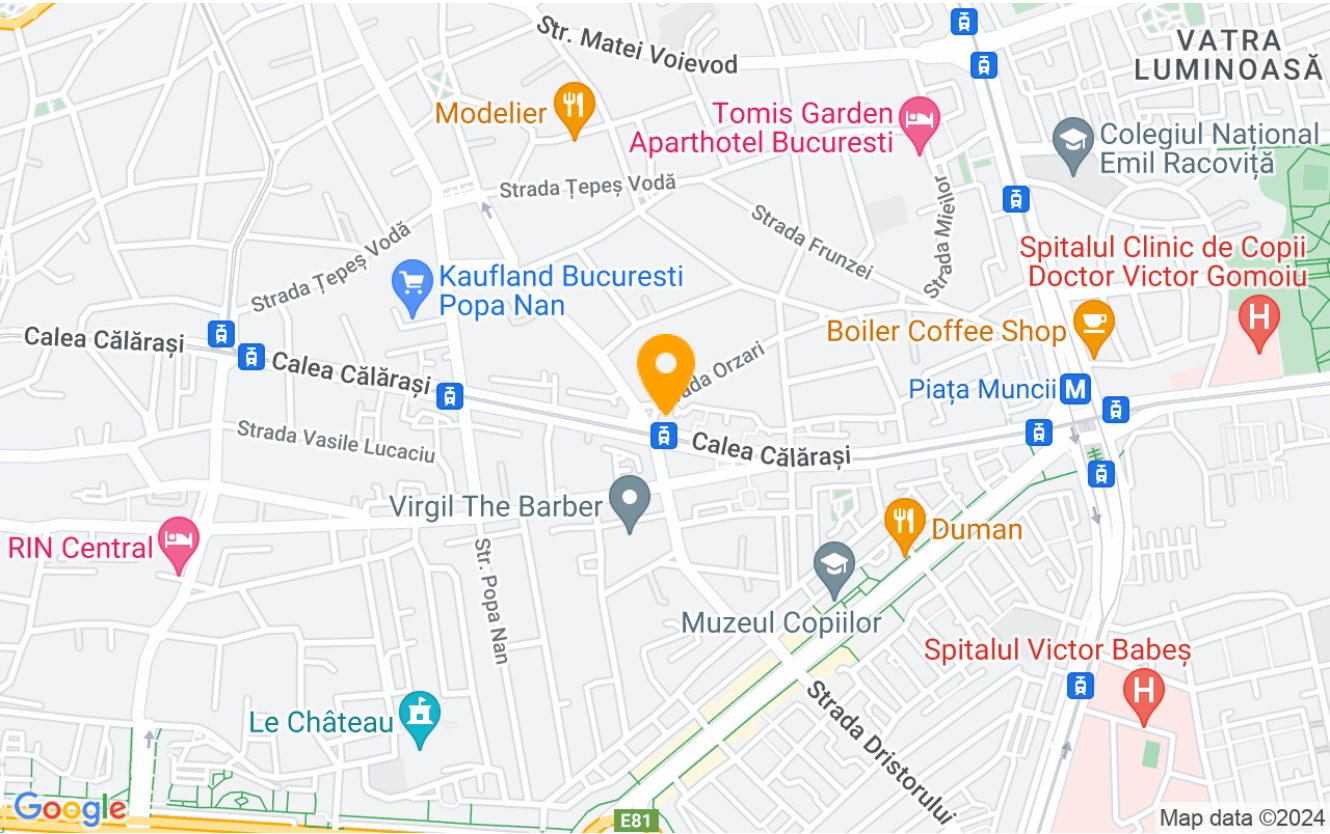 Str. Matei Voievod
VATRA
LUMINOASĂ
Modelier
Tomis Garden
Aparthotel Bucuresti
Colegiul Național
Emil Racoviță
Strada Țepeș Vodă
Strada Mieilor
Strada Frunzei
Strada Țepeș Vodă
Spitalul Clinic de Copii
Doctor Victor Gomoiu
H
Kaufland Bucuresti
Popa Nan
Boiler Coffee Shop
Calea Călărași
Calea Călărași
ada Orzari
Piața Muncii
M
Strada Vasile Lucaciu
Calea Călărași
Virgil The Barber
Duman
RIN Central
Str. Popa Nan
Muzeul Copiilor
Spitalul Victor Babeș
H
Le Château
Strada Dristorului
Google
E81
Map data ©2024